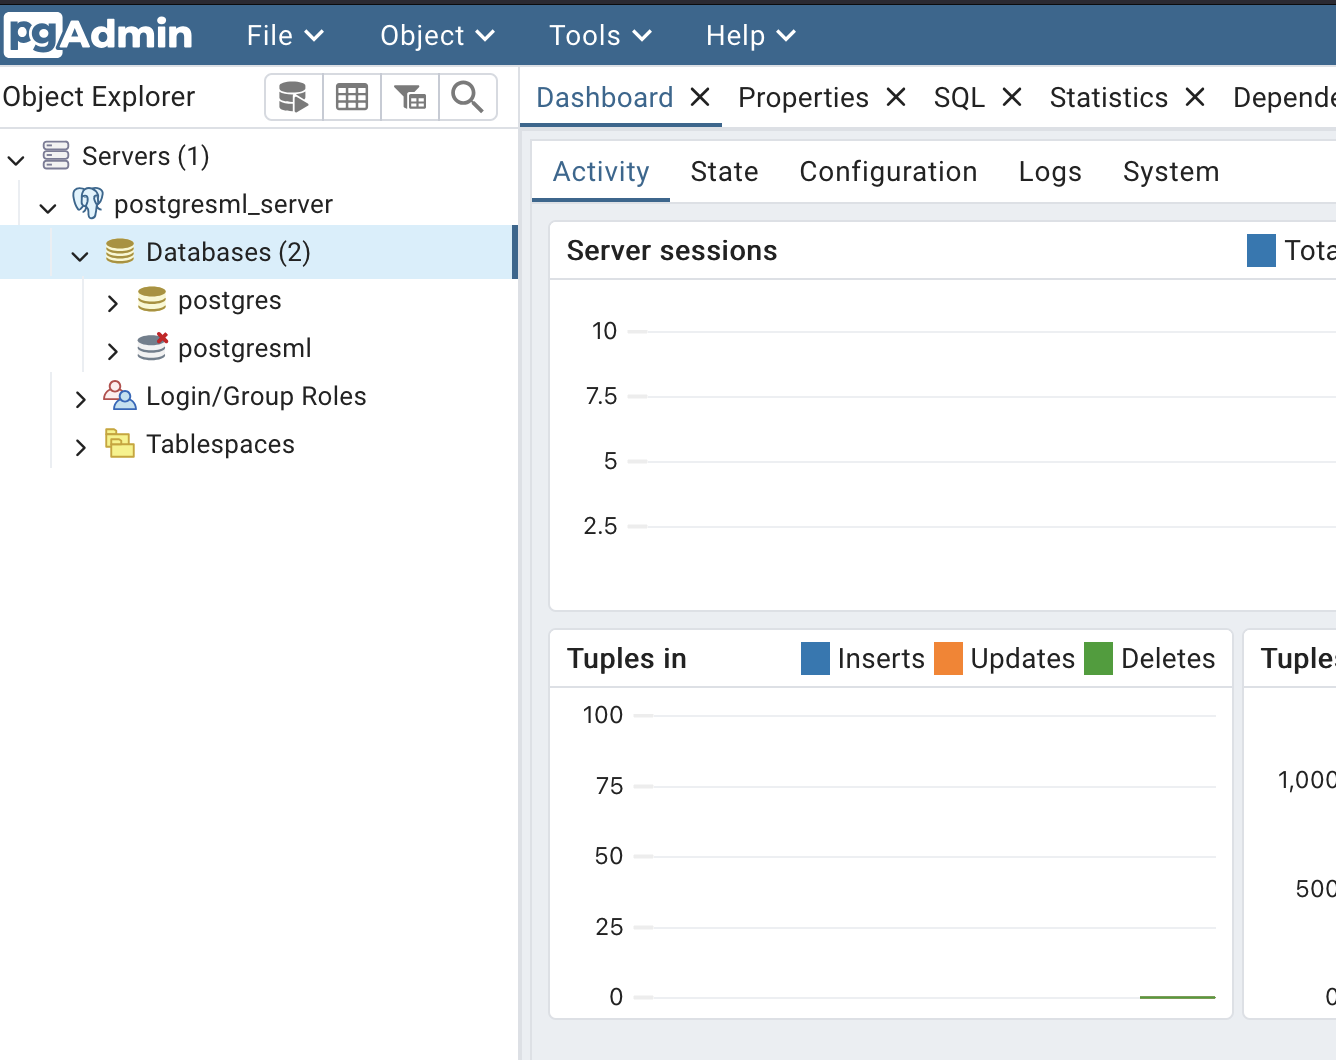 pgAdmin File Object Tools Help
Object Explorer
Servers (1)
postgresml_server
Databases (2)
postgres
postgresml
Login/Group Roles
Tablespaces
Dashboard Properties SQL Statistics Depende
Activity State Configuration Logs System
Server sessions Tota
10
7.5
5
2.5
Tuples in Inserts Updates Deletes
100
75
50
25
0
Tuples
1,000
500
0